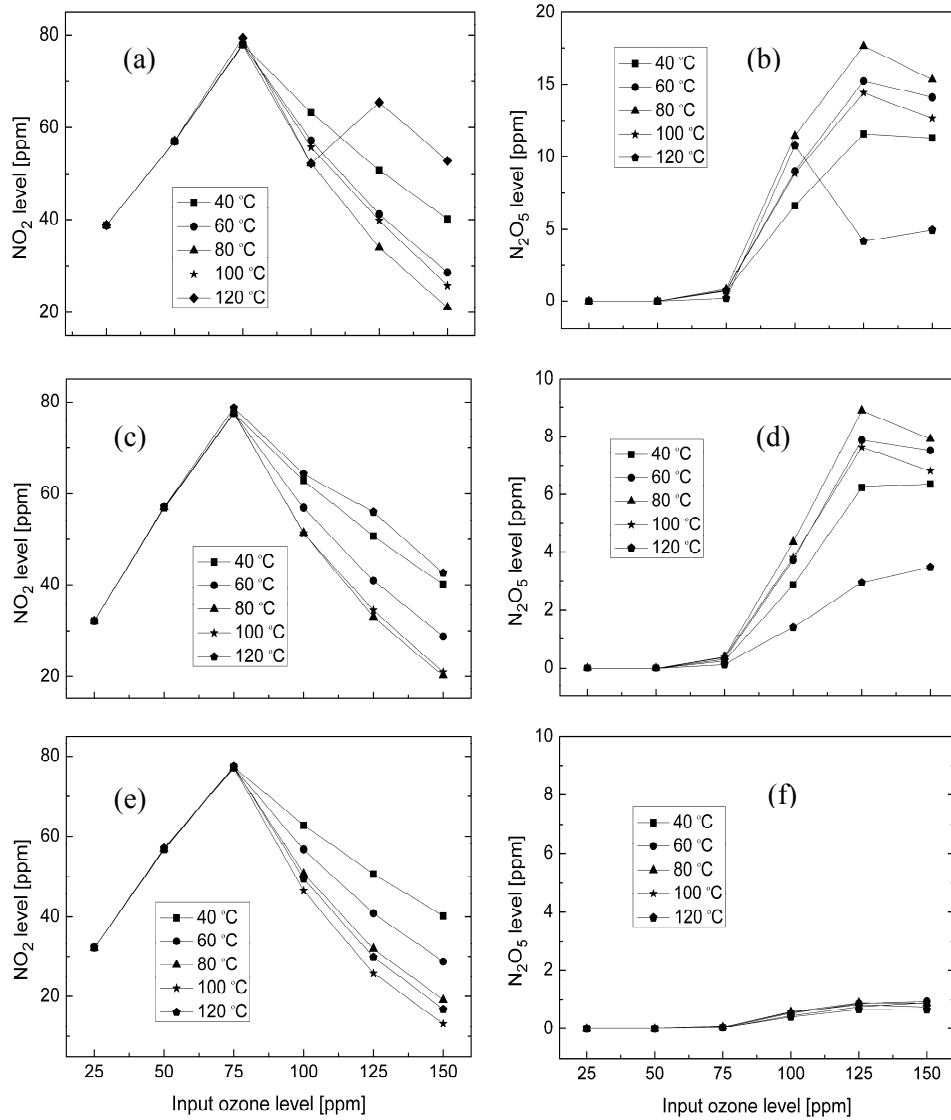 (a)
NO2 level [ppm]
80
60
40
20
40 °C
60 °C
80 °C
100 °C
120 °C
(b)
N2O5 level [ppm]
20
15
10
5
0
40 °C
60 °C
80 °C
100 °C
120 °C
(c)
NO2 level [ppm]
80
60
40
20
40 °C
60 °C
80 °C
100 °C
120 °C
(d)
N2O5 level [ppm]
10
8
6
4
2
0
40 °C
60 °C
80 °C
100 °C
120 °C
(e)
NO2 level [ppm]
80
60
40
20
40 °C
60 °C
80 °C
100 °C
120 °C
25 50 75 100 125 150
Input ozone level [ppm]
(f)
N2O5 level [ppm]
10
8
6
4
2
0
40 °C
60 °C
80 °C
100 °C
120 °C
25 50 75 100 125 150
Input ozone level [ppm]